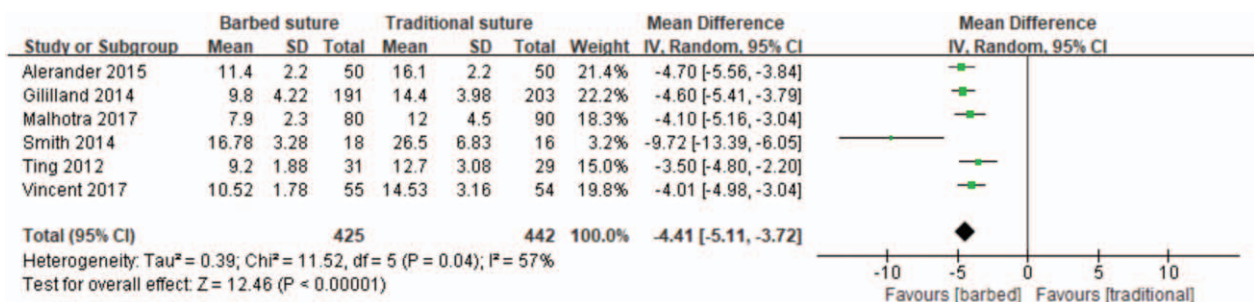 Barbed suture Traditional suture Mean Difference Mean Difference
Study or Subgroup Mean SD Total Mean SD Total Weight IV, Random, 95% CI IV, Random, 95% CI
Alerander 2015 11.4 2.2 50 16.1 2.2 50 21.4% -4.70 [-5.56, -3.84]
Gililland 2014 9.8 4.22 191 14.4 3.98 203 22.2% -4.60 [-5.41, -3.79]
Malhotra 2017 7.9 2.3 80 12 4.5 90 18.3% -4.10 [-5.16, -3.04]
Smith 2014 16.78 3.28 18 26.5 6.83 16 3.2% -9.72 [-13.39, -6.05]
Ting 2012 9.2 1.88 31 12.7 3.08 29 15.0% -3.50 [-4.80, -2.20]
Vincent 2017 10.52 1.78 55 14.53 3.16 54 19.8% -4.01 [-4.98, -3.04]
Total (95% CI) 425 442 100.0% -4.41 [-5.11, -3.72]
Heterogeneity: Tau² = 0.39; Chi² = 11.52, df = 5 (P = 0.04); I² = 57%
Test for overall effect: Z = 12.46 (P < 0.00001)
-10 -5 0 5 10
Favours [barbed] Favours [traditional]